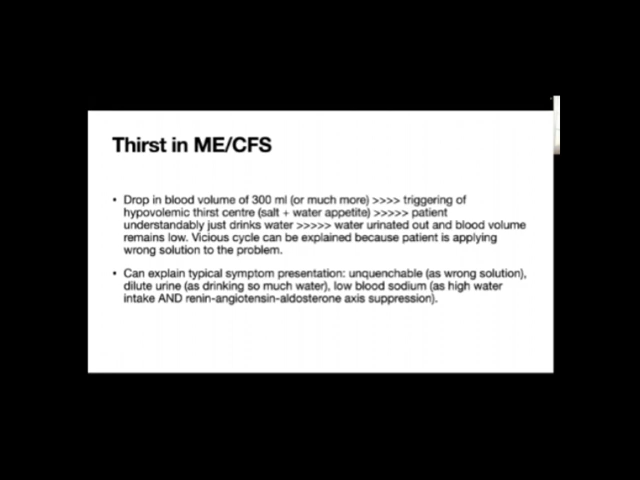 Thirst in ME/CFS
• Drop in blood volume of 300 ml (or much more) >>>> triggering of
hypovolemic thirst centre (salt + water appetite) >>>>> patient
understandably just drinks water >>>>> water urinated out and blood volume
remains low. Vicious cycle can be explained because patient is applying
wrong solution to the problem.
• Can explain typical symptom presentation: unquenchable (as wrong solution),
dilute urine (as drinking so much water), low blood sodium (as high water
intake AND renin-angiotensin-aldosterone axis suppression).